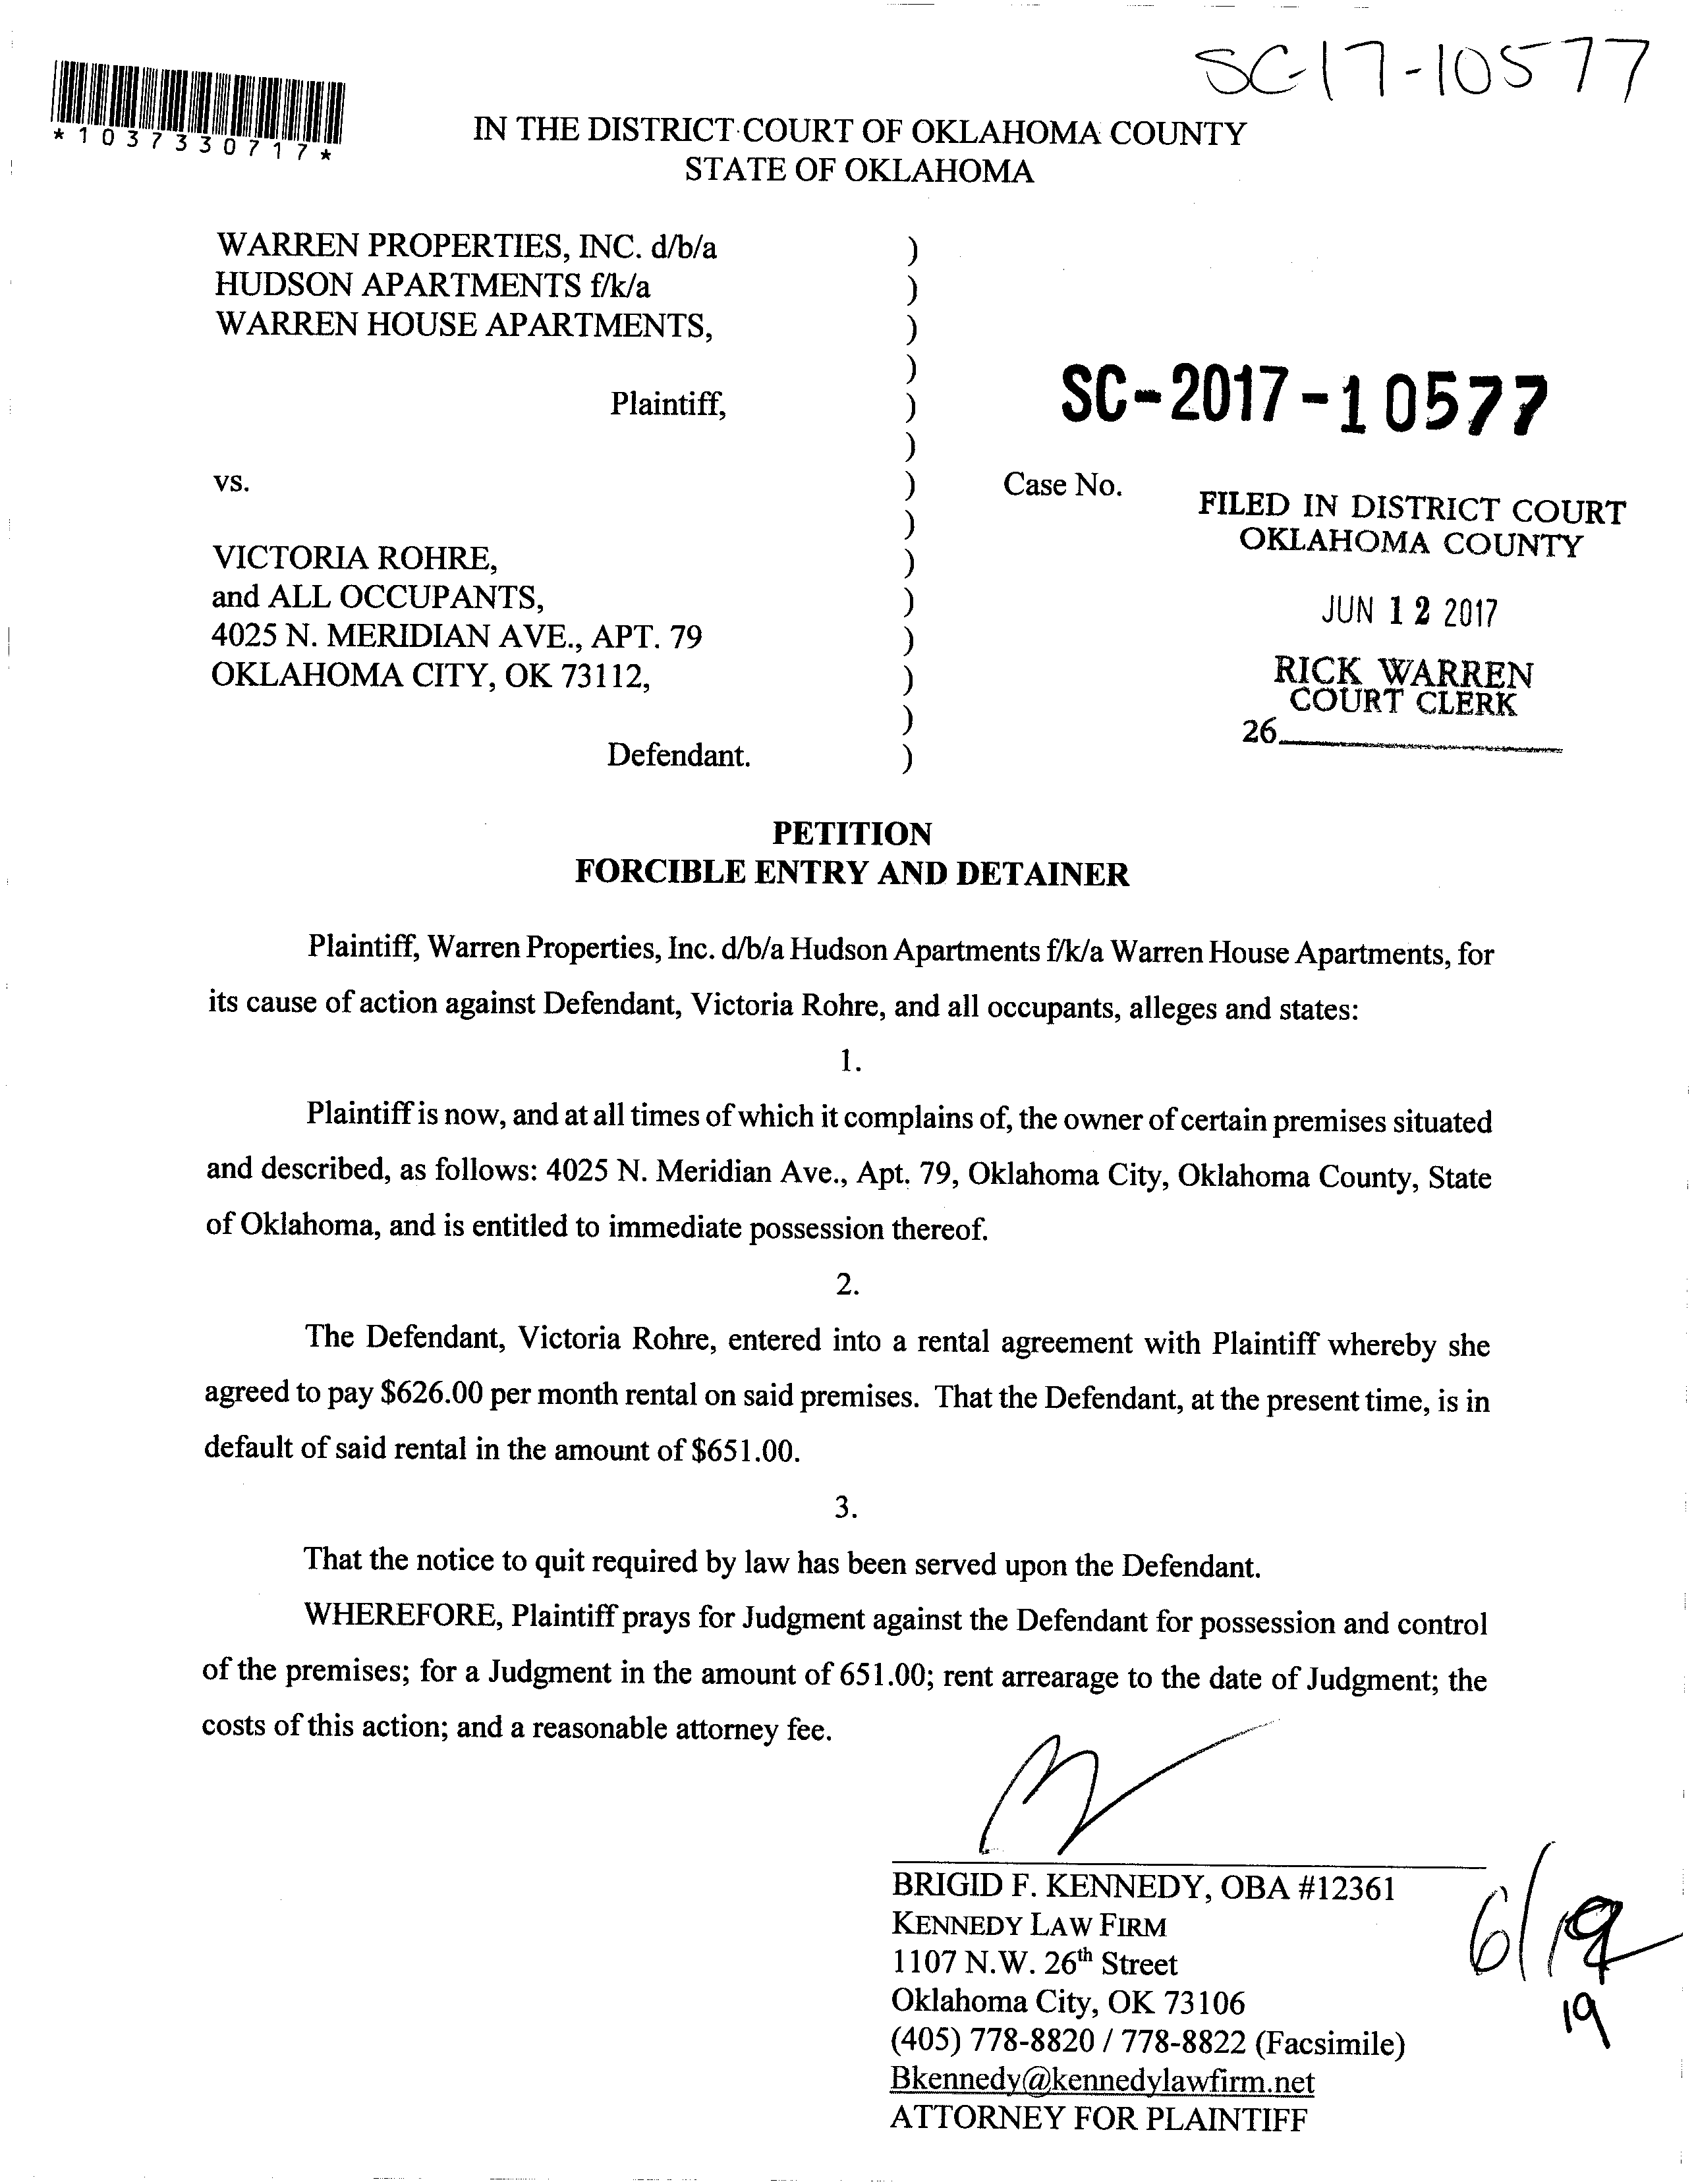 SC-17-10577
*1037330717*
IN THE DISTRICT COURT OF OKLAHOMA COUNTY
STATE OF OKLAHOMA
WARREN PROPERTIES, INC. d/b/a )
HUDSON APARTMENTS f/k/a )
WARREN HOUSE APARTMENTS, )
)
Plaintiff, )
SC-2017-10577
)
vs. ) Case No.
FILED IN DISTRICT COURT
)
OKLAHOMA COUNTY
VICTORIA ROHRE, )
and ALL OCCUPANTS, )
JUN 12 2017
4025 N. MERIDIAN AVE., APT. 79 )
OKLAHOMA CITY, OK 73112, )
RICK WARREN
COURT CLERK
)
26
Defendant. )
PETITION
FORCIBLE ENTRY AND DETAINER
Plaintiff, Warren Properties, Inc. d/b/a Hudson Apartments f/k/a Warren House Apartments, for
its cause of action against Defendant, Victoria Rohre, and all occupants, alleges and states:
1.
Plaintiff is now, and at all times of which it complains of, the owner of certain premises situated
and described, as follows: 4025 N. Meridian Ave., Apt. 79, Oklahoma City, Oklahoma County, State
of Oklahoma, and is entitled to immediate possession thereof.
2.
The Defendant, Victoria Rohre, entered into a rental agreement with Plaintiff whereby she
agreed to pay $626.00 per month rental on said premises. That the Defendant, at the present time, is in
default of said rental in the amount of $651.00.
3.
That the notice to quit required by law has been served upon the Defendant.
WHEREFORE, Plaintiff prays for Judgment against the Defendant for possession and control
of the premises; for a Judgment in the amount of 651.00; rent arrearage to the date of Judgment; the
costs of this action; and a reasonable attorney fee.
BRIGID F. KENNEDY, OBA #12361
KENNEDY LAW FIRM
1107 N.W. 26th Street
Oklahoma City, OK 73106
(405) 778-8820 / 778-8822 (Facsimile)
Bkennedy@kennedylawfirm.net
ATTORNEY FOR PLAINTIFF
6/19
19